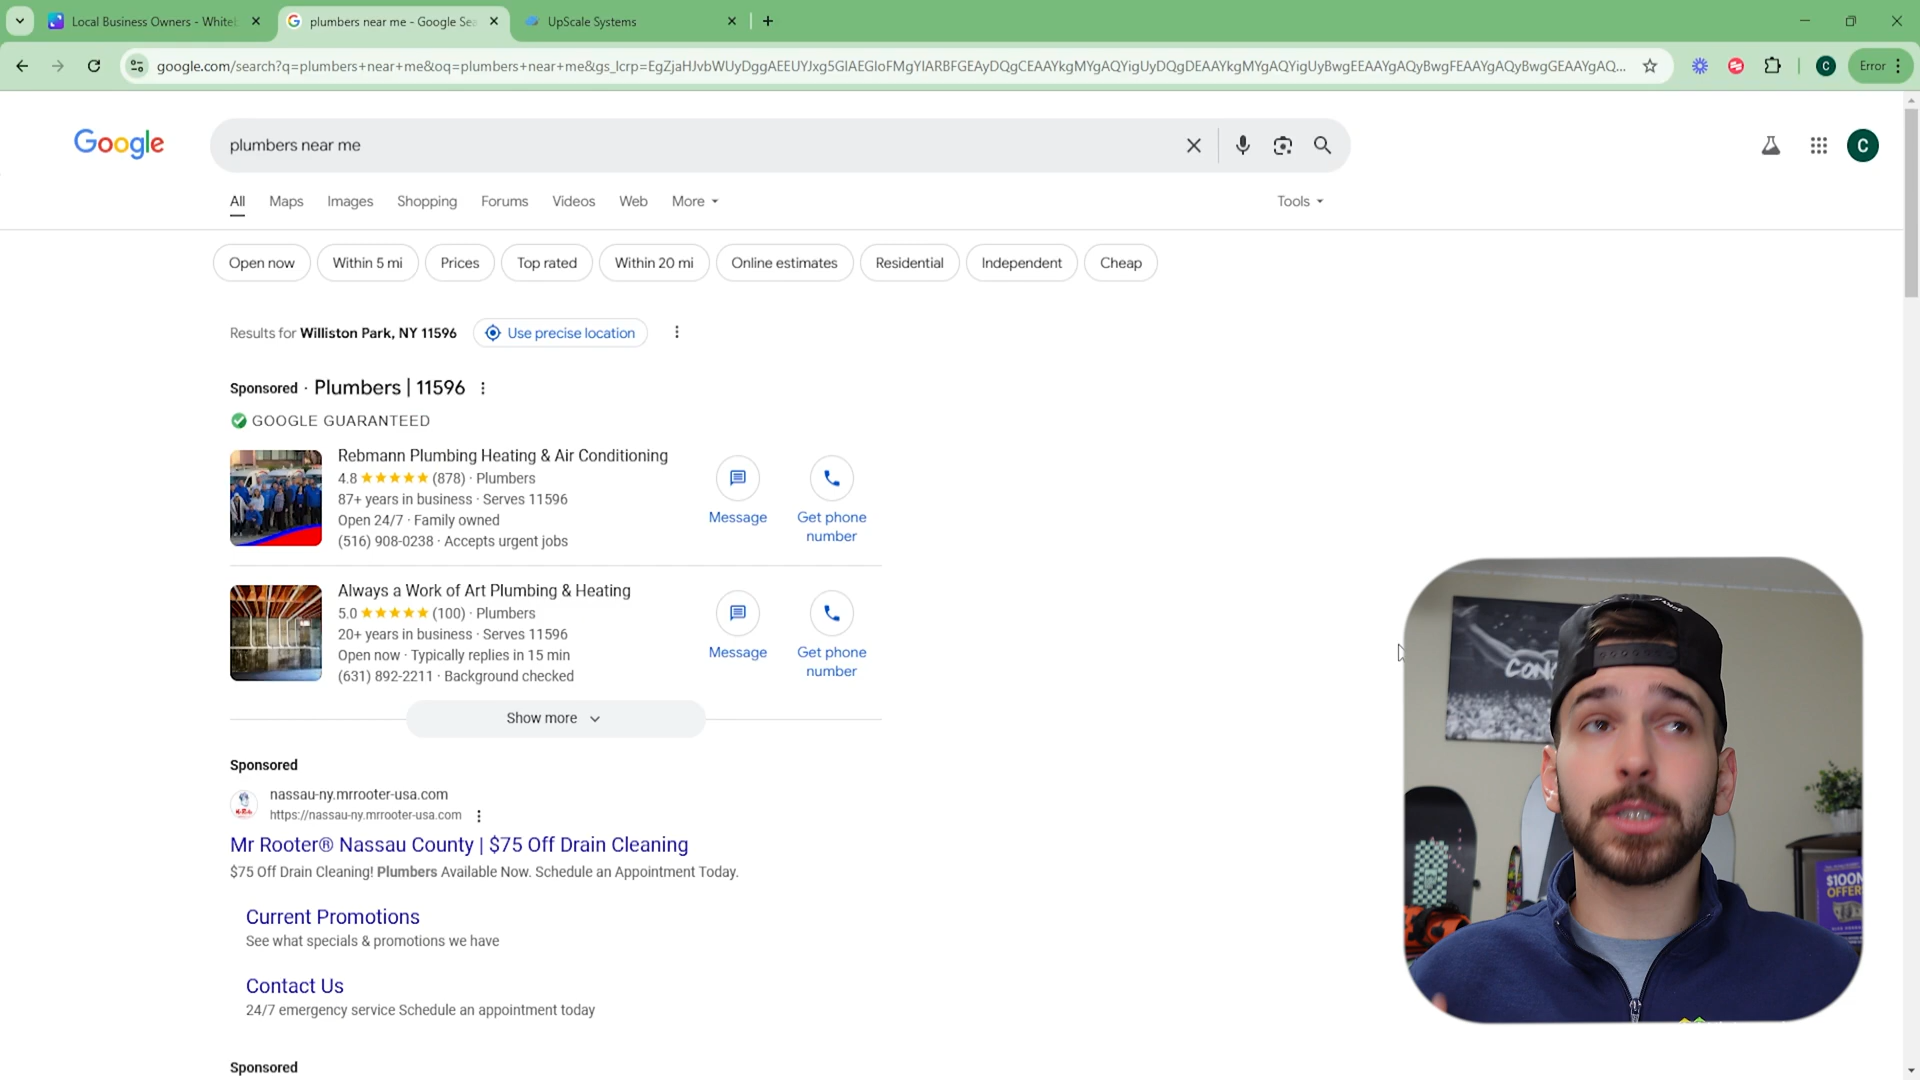 Local Business Owners - Whiteb
plumbers near me - Google Sea
UpScale Systems
google.com/search?q=plumbers+near+me&oq=plumbers+near+me&gs_lcrp=EgZjaHJvbWUyDggAEEUYJxg5GIAEGIoFMgYIARBFGEAyDQgCEAAYkgMYgAQYigUyDQgDEAAYkgMYgAQYigUyBwgEEAAYgAQyBwgFEAAYgAQyBwgGEAAYgAQ...
Error
Google
plumbers near me
C
All Maps Images Shopping Forums Videos Web More Tools
Open now Within 5 mi Prices Top rated Within 20 mi Online estimates Residential Independent Cheap
Results for Williston Park, NY 11596 Use precise location
Sponsored · Plumbers | 11596
GOOGLE GUARANTEED
Rebmann Plumbing Heating & Air Conditioning
4.8 ★★★★★ (878) · Plumbers
87+ years in business · Serves 11596
Open 24/7 · Family owned
(516) 908-0238 · Accepts urgent jobs
Message
Get phone
number
Always a Work of Art Plumbing & Heating
5.0 ★★★★★ (100) · Plumbers
20+ years in business · Serves 11596
Open now · Typically replies in 15 min
(631) 892-2211 · Background checked
Message
Get phone
number
Show more
Sponsored
nassau-ny.mrrooter-usa.com
https://nassau-ny.mrrooter-usa.com
Mr Rooter® Nassau County | $75 Off Drain Cleaning
$75 Off Drain Cleaning! Plumbers Available Now. Schedule an Appointment Today.
Current Promotions
See what specials & promotions we have
Contact Us
24/7 emergency service Schedule an appointment today
Sponsored
$100M
OFFERS